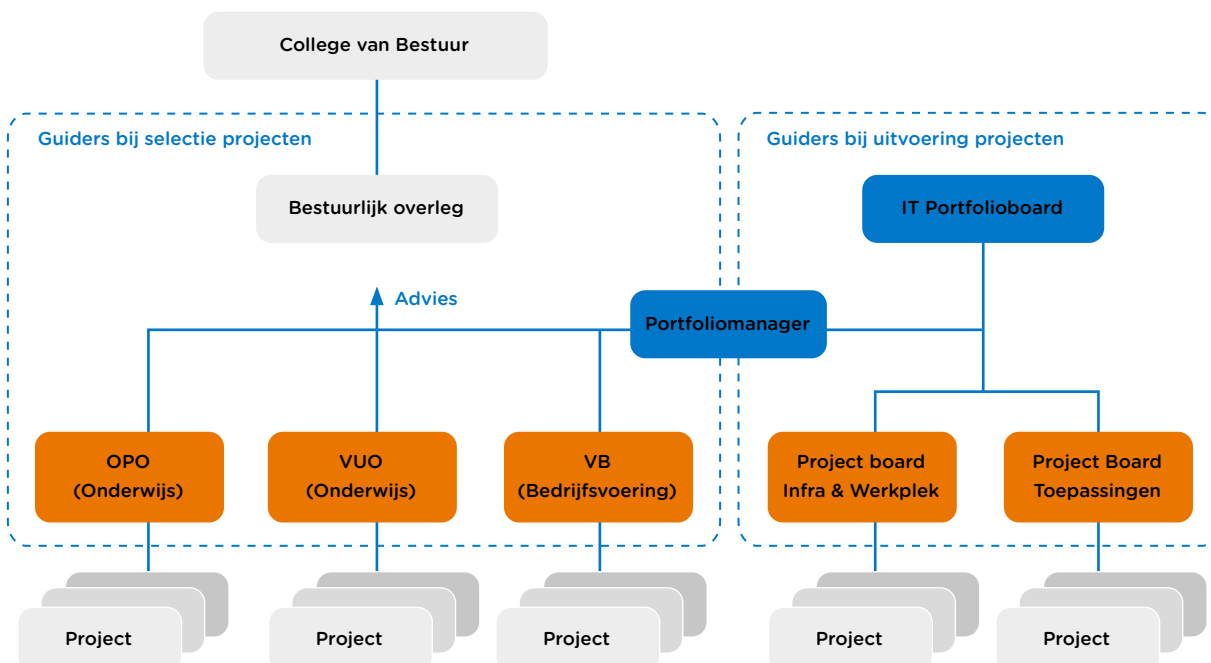 College van Bestuur
Guiders bij selectie projecten
Guiders bij uitvoering projecten
Bestuurlijk overleg
IT Portfolioboard
Advies
Portfoliomanager
OPO
(Onderwijs)
VUO
(Onderwijs)
VB
(Bedrijfsvoering)
Project board
Infra & Werkplek
Project Board
Toepassingen
Project
Project
Project
Project
Project